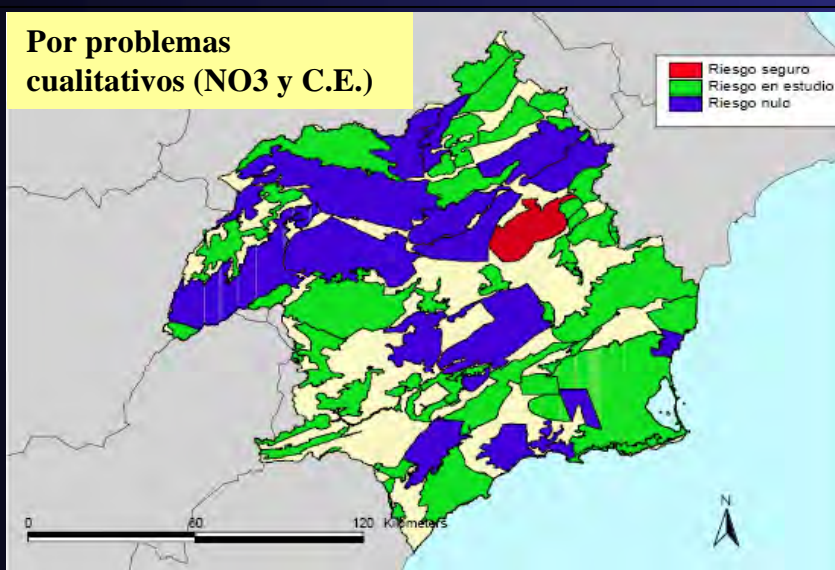 Por problemas
cualitativos (NO3 y C.E.)
Riesgo seguro
Riesgo en estudio
Riesgo nulo
0 60 120 Kilometers
N